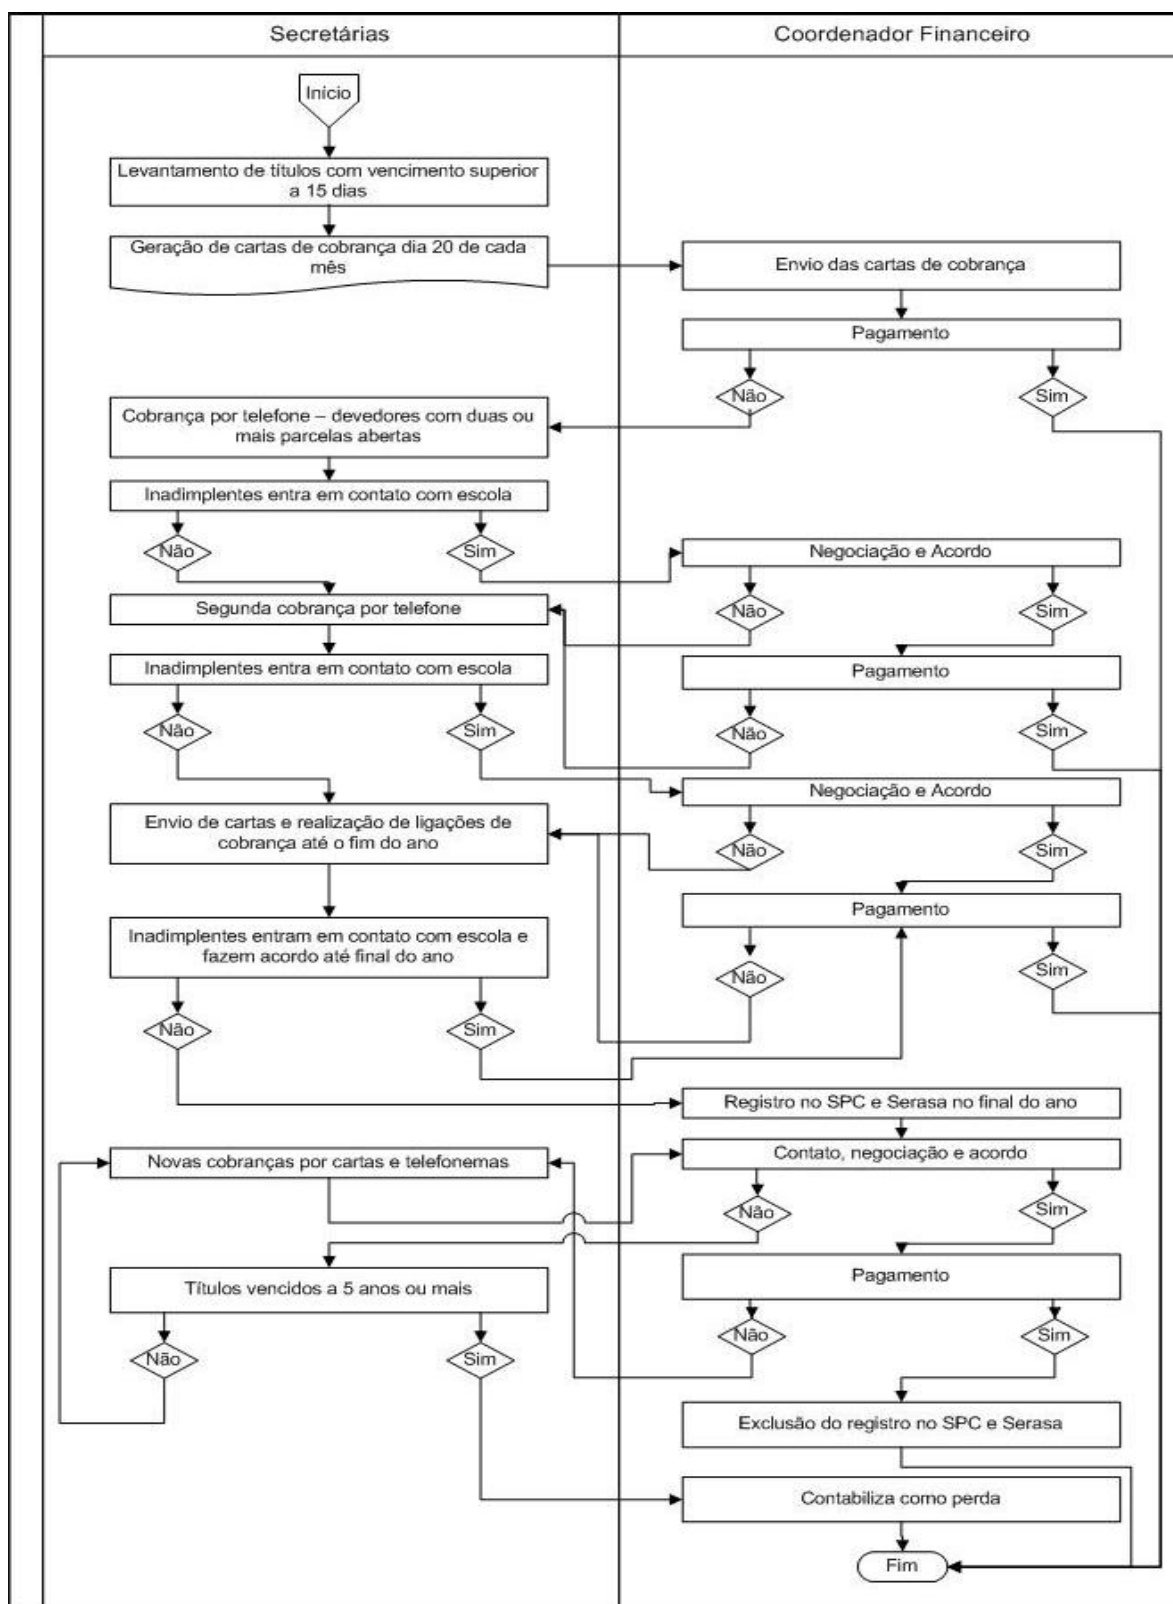 Secretárias
Coordenador Financeiro
Início
Levantamento de títulos com vencimento superior
a 15 dias
Geração de cartas de cobrança dia 20 de cada
mês
Envio das cartas de cobrança
Pagamento
Não
Sim
Cobrança por telefone – devedores com duas ou
mais parcelas abertas
Inadimplentes entra em contato com escola
Não
Sim
Negociação e Acordo
Não
Sim
Segunda cobrança por telefone
Inadimplentes entra em contato com escola
Pagamento
Não
Sim
Não
Sim
Negociação e Acordo
Envio de cartas e realização de ligações de
cobrança até o fim do ano
Não
Sim
Pagamento
Inadimplentes entram em contato com escola e
fazem acordo até final do ano
Não
Sim
Não
Sim
Registro no SPC e Serasa no final do ano
Novas cobranças por cartas e telefonemas
Contato, negociação e acordo
Não
Sim
Títulos vencidos a 5 anos ou mais
Pagamento
Não
Sim
Não
Sim
Exclusão do registro no SPC e Serasa
Contabiliza como perda
Fim